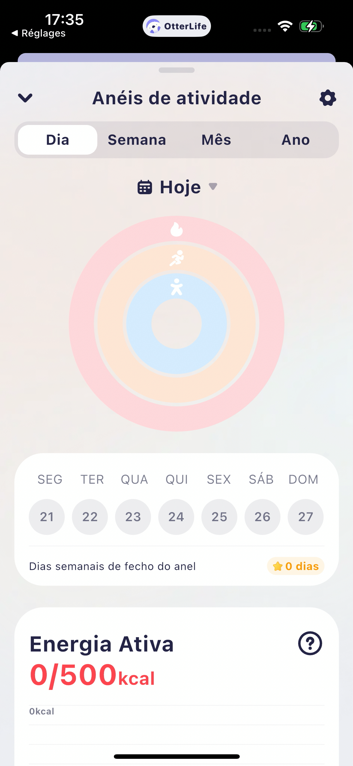 17:35
◀ Réglages
OtterLife
Anéis de atividade
Dia Semana Mês Ano
Hoje
SEG TER QUA QUI SEX SÁB DOM
21 22 23 24 25 26 27
Dias semanais de fecho do anel 0 dias
Energia Ativa
0/500kcal
0kcal